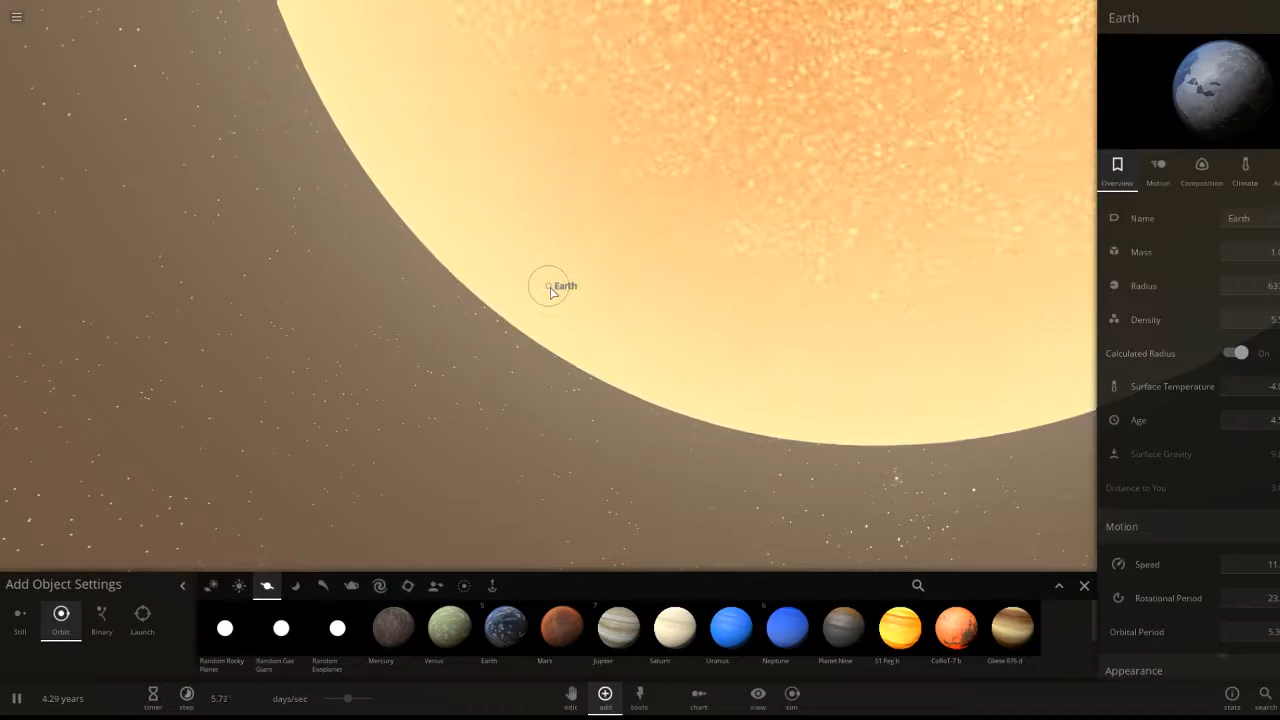 Earth
Earth
Overview Motion Composition Climate
Name Earth
Mass
Radius
Density
Calculated Radius On
Surface Temperature
Age
Surface Gravity
Distance to You
Motion
Speed
Rotational Period
Orbital Period
Appearance
Add Object Settings
Still Orbit Binary Launch
5 7 6
Random Rocky Planet
Random Gas Giant
Random Exoplanet
Mercury Venus Earth Mars Jupiter Saturn Uranus Neptune Planet Nine 51 Peg b CoRoT-7 b Gliese 876 d
4.29 years timer step days/sec edit add tools chart view sim stats search